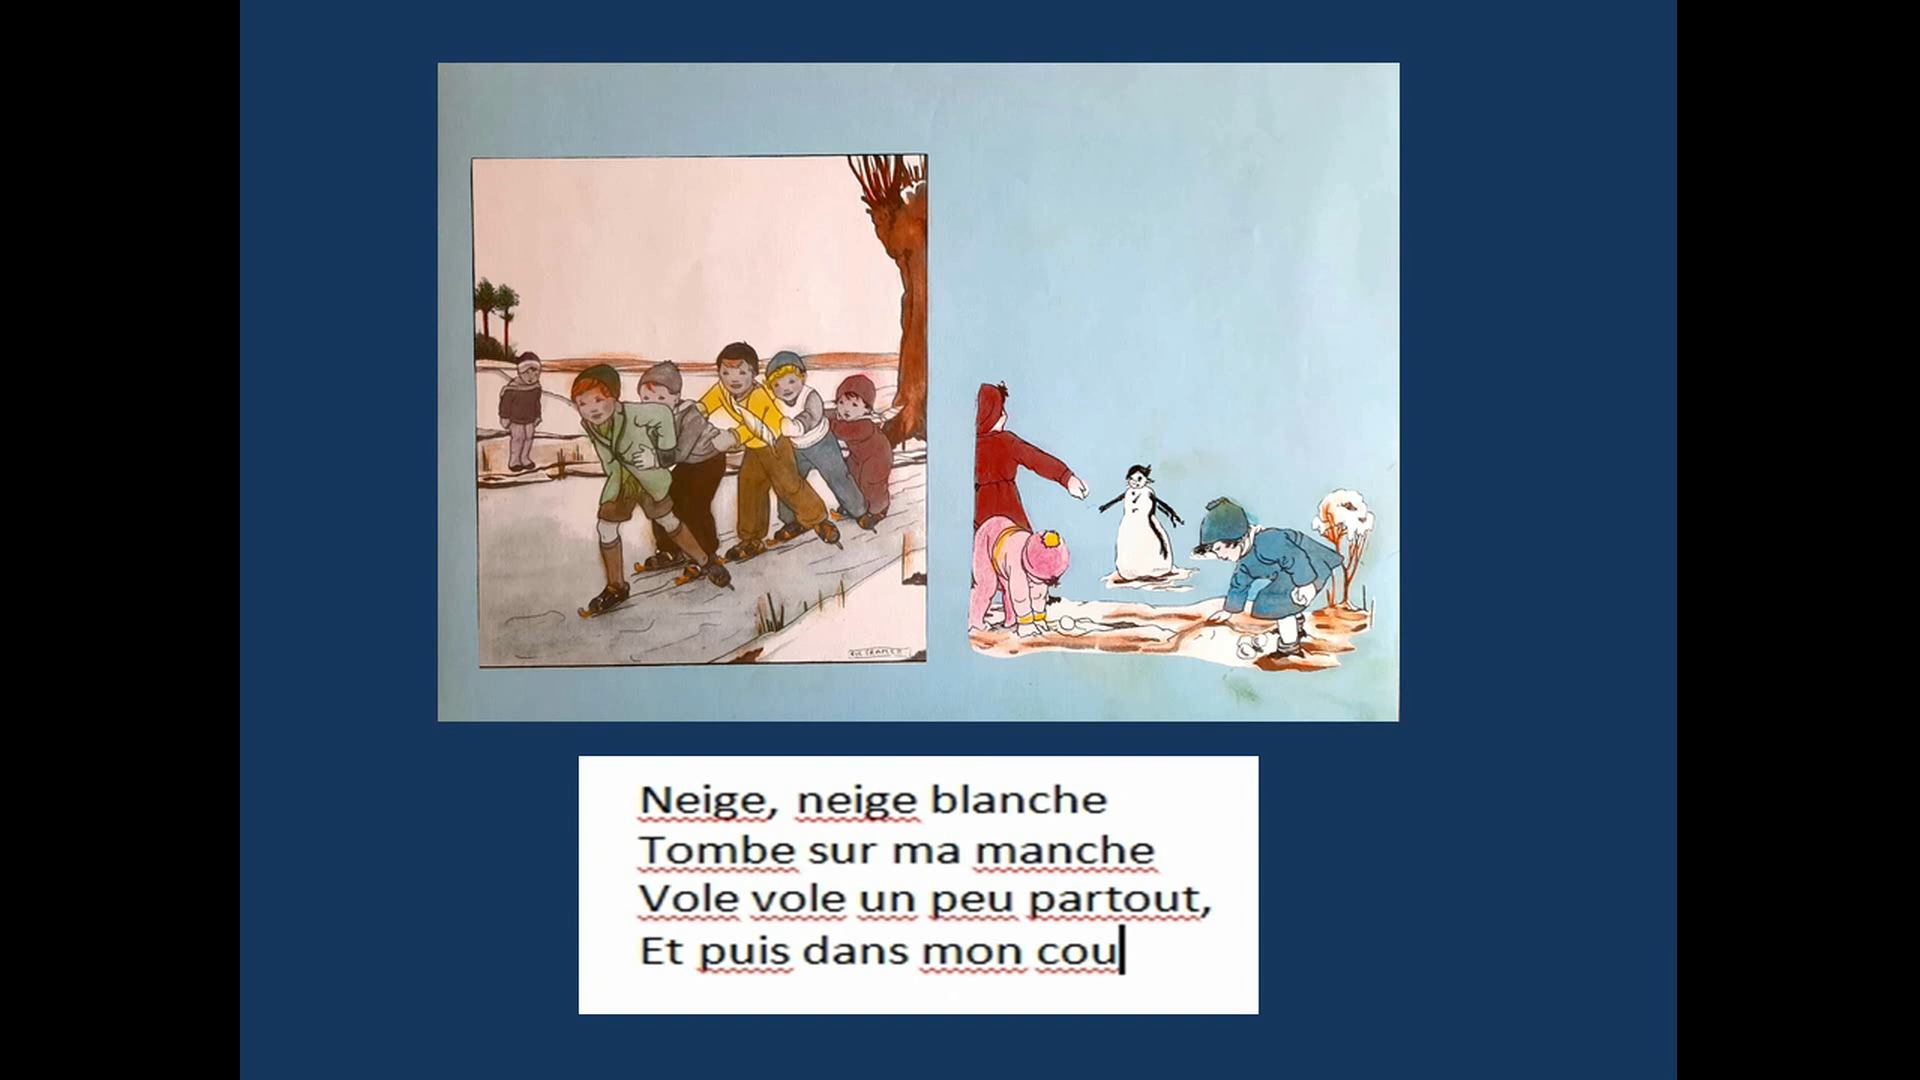 Neige, neige blanche
Tombe sur ma manche
Vole vole un peu partout,
Et puis dans mon cou